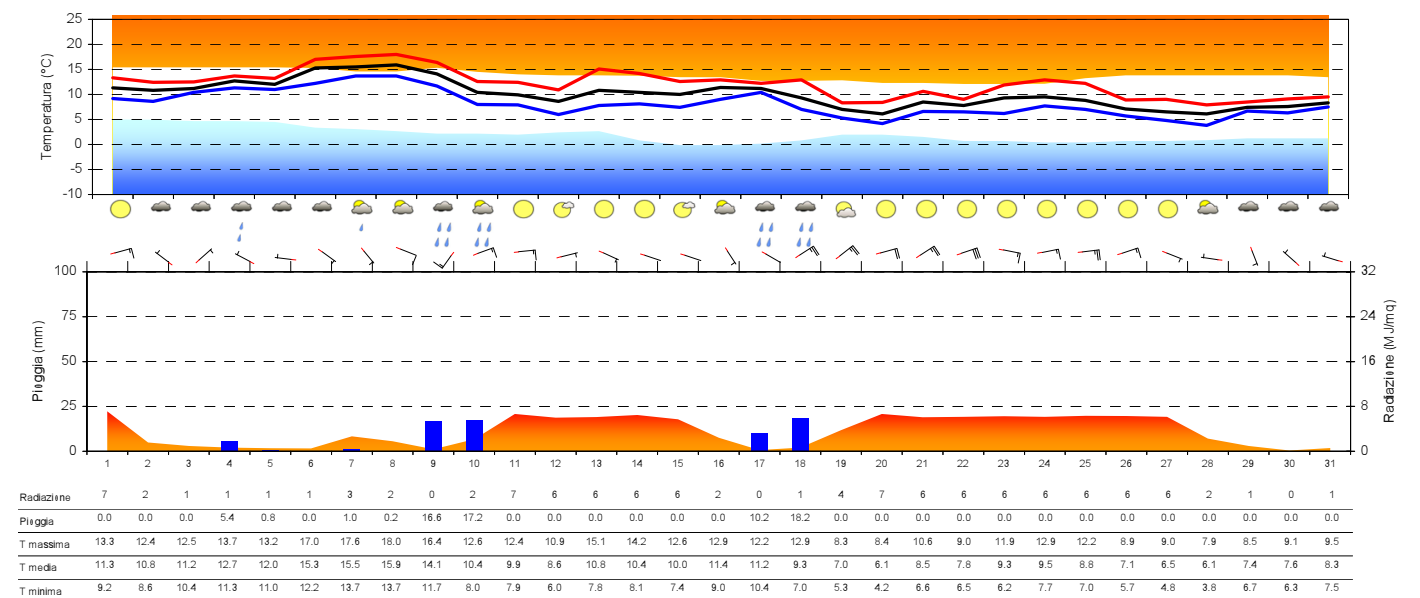 25
20
15
10
5
0
-5
-10
Temperatura (°C)
100
75
50
25
0
Pioggia (mm)
32
24
16
8
0
Radiazione (MJ/mq)
1 2 3 4 5 6 7 8 9 10 11 12 13 14 15 16 17 18 19 20 21 22 23 24 25 26 27 28 29 30 31
Radiazione 7 2 1 1 1 1 3 2 0 2 7 6 6 6 6 2 0 1 4 7 6 6 6 6 6 6 6 2 1 0 1
Pioggia 0.0 0.0 0.0 5.4 0.8 0.0 1.0 0.2 16.6 17.2 0.0 0.0 0.0 0.0 0.0 0.0 10.2 18.2 0.0 0.0 0.0 0.0 0.0 0.0 0.0 0.0 0.0 0.0 0.0 0.0 0.0
T massima 13.3 12.4 12.5 13.7 13.2 17.0 17.6 18.0 16.4 12.6 12.4 10.9 15.1 14.2 12.6 12.9 12.2 12.9 8.3 8.4 10.6 9.0 11.9 12.9 12.2 8.9 9.0 7.9 8.5 9.1 9.5
T media 11.3 10.8 11.2 12.7 12.0 15.3 15.5 15.9 14.1 10.4 9.9 8.6 10.8 10.4 10.0 11.4 11.2 9.3 7.0 6.1 8.5 7.8 9.3 9.5 8.8 7.1 6.5 6.1 7.4 7.6 8.3
T minima 9.2 8.6 10.4 11.3 11.0 12.2 13.7 13.7 11.7 8.0 7.9 6.0 7.8 8.1 7.4 9.0 10.4 7.0 5.3 4.2 6.6 6.5 6.2 7.7 7.0 5.7 4.8 3.8 6.7 6.3 7.5